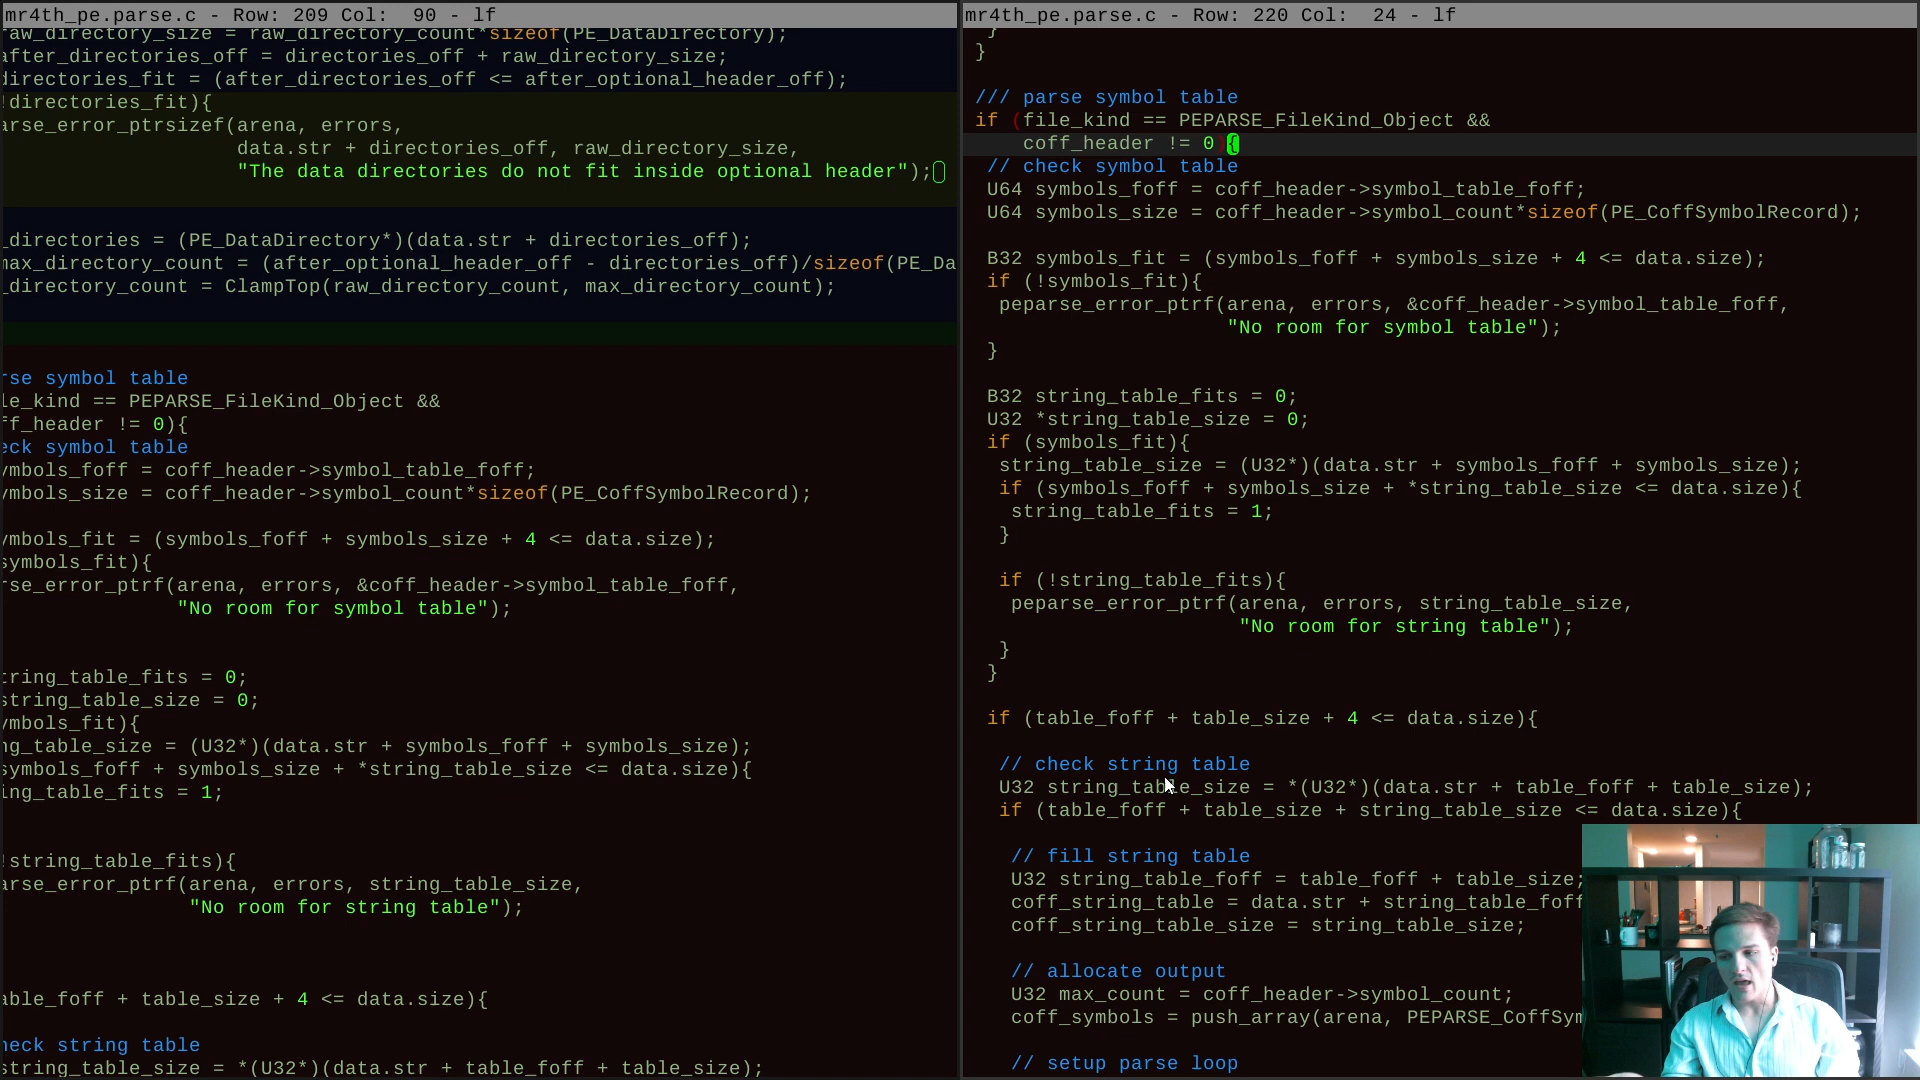 mr4th_pe.parse.c - Row: 209 Col:  90 - lf
raw_directory_size = raw_directory_count*sizeof(PE_DataDirectory);
after_directories_off = directories_off + raw_directory_size;
directories_fit = (after_directories_off <= after_optional_header_off);
!directories_fit){
arse_error_ptrsizef(arena, errors,
data.str + directories_off, raw_directory_size,
"The data directories do not fit inside optional header");
_directories = (PE_DataDirectory*)(data.str + directories_off);
max_directory_count = (after_optional_header_off - directories_off)/sizeof(PE_Da
_directory_count = ClampTop(raw_directory_count, max_directory_count);
rse symbol table
le_kind == PEPARSE_FileKind_Object &&
ff_header != 0){
eck symbol table
ymbols_foff = coff_header->symbol_table_foff;
ymbols_size = coff_header->symbol_count*sizeof(PE_CoffSymbolRecord);
ymbols_fit = (symbols_foff + symbols_size + 4 <= data.size);
symbols_fit){
rse_error_ptrf(arena, errors, &coff_header->symbol_table_foff,
"No room for symbol table");
tring_table_fits = 0;
string_table_size = 0;
ymbols_fit){
ng_table_size = (U32*)(data.str + symbols_foff + symbols_size);
symbols_foff + symbols_size + *string_table_size <= data.size){
ing_table_fits = 1;
!string_table_fits){
arse_error_ptrf(arena, errors, string_table_size,
"No room for string table");
able_foff + table_size + 4 <= data.size){
heck string table
string_table_size = *(U32*)(data.str + table_foff + table_size);
mr4th_pe.parse.c - Row: 220 Col:  24 - lf
}
}
/// parse symbol table
if (file_kind == PEPARSE_FileKind_Object &&
coff_header != 0){
// check symbol table
U64 symbols_foff = coff_header->symbol_table_foff;
U64 symbols_size = coff_header->symbol_count*sizeof(PE_CoffSymbolRecord);
B32 symbols_fit = (symbols_foff + symbols_size + 4 <= data.size);
if (!symbols_fit){
peparse_error_ptrf(arena, errors, &coff_header->symbol_table_foff,
"No room for symbol table");
}
B32 string_table_fits = 0;
U32 *string_table_size = 0;
if (symbols_fit){
string_table_size = (U32*)(data.str + symbols_foff + symbols_size);
if (symbols_foff + symbols_size + *string_table_size <= data.size){
string_table_fits = 1;
}
if (!string_table_fits){
peparse_error_ptrf(arena, errors, string_table_size,
"No room for string table");
}
}
if (table_foff + table_size + 4 <= data.size){
// check string table
U32 string_table_size = *(U32*)(data.str + table_foff + table_size);
if (table_foff + table_size + string_table_size <= data.size){
// fill string table
U32 string_table_foff = table_foff + table_size;
coff_string_table = data.str + string_table_foff
coff_string_table_size = string_table_size;
// allocate output
U32 max_count = coff_header->symbol_count;
coff_symbols = push_array(arena, PEPARSE_CoffSym
// setup parse loop